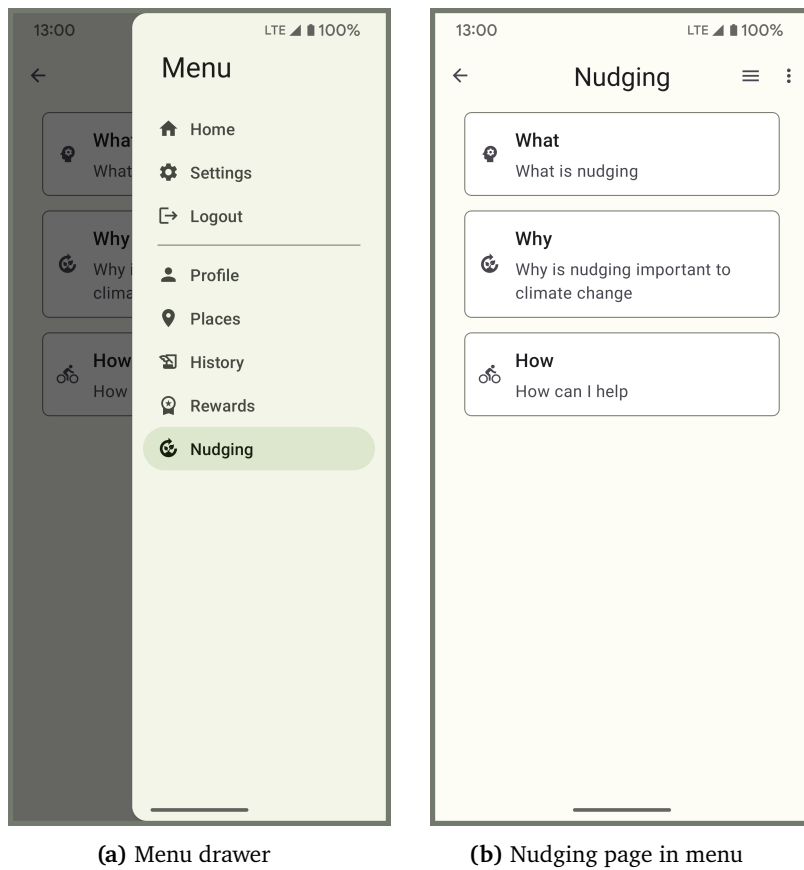 13:00
LTE 100%
Menu
Home
Settings
Logout
Profile
Places
History
Rewards
Nudging
What
What
Why
Why i
clima
How
How
13:00
LTE 100%
Nudging
What
What is nudging
Why
Why is nudging important to
climate change
How
How can I help
(a) Menu drawer
(b) Nudging page in menu